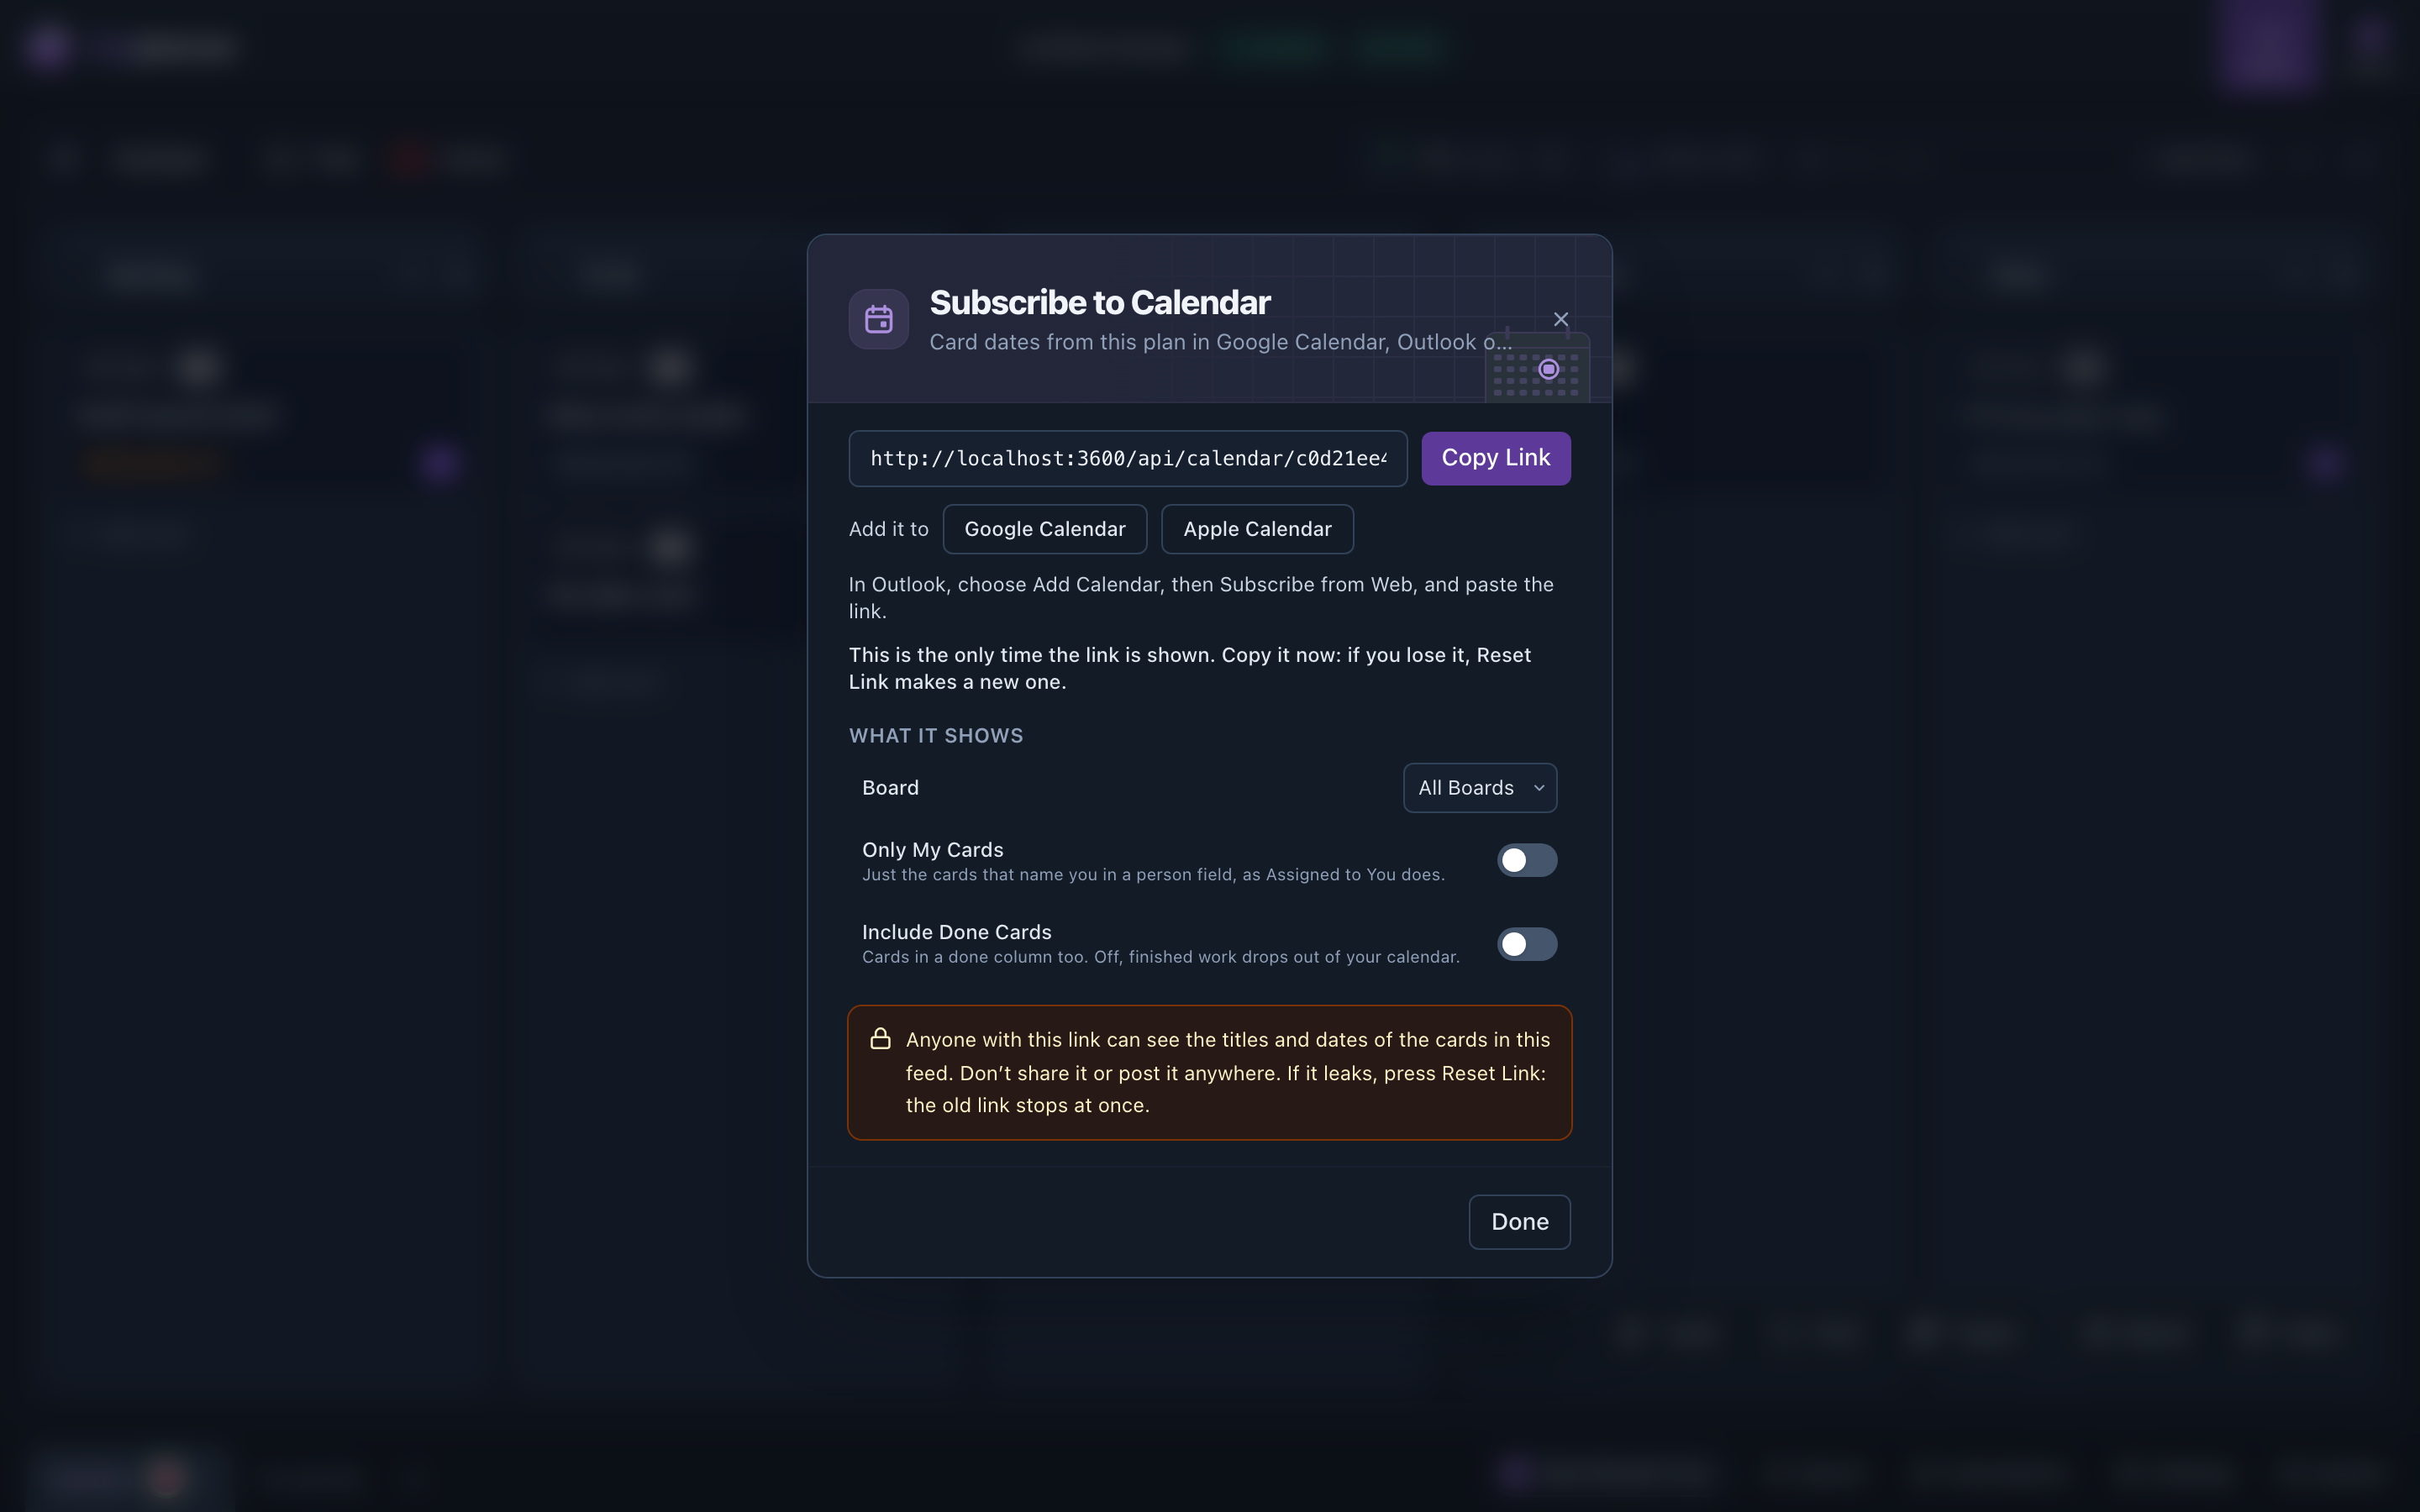 Subscribe to Calendar
Card dates from this plan in Google Calendar, Outlook o...
http://localhost:3600/api/calendar/c0d21ee4
Copy Link
Add it to
Google Calendar
Apple Calendar
In Outlook, choose Add Calendar, then Subscribe from Web, and paste the
link.
This is the only time the link is shown. Copy it now: if you lose it, Reset
Link makes a new one.
WHAT IT SHOWS
Board
All Boards
Only My Cards
Just the cards that name you in a person field, as Assigned to You does.
Include Done Cards
Cards in a done column too. Off, finished work drops out of your calendar.
Anyone with this link can see the titles and dates of the cards in this
feed. Don’t share it or post it anywhere. If it leaks, press Reset Link:
the old link stops at once.
Done